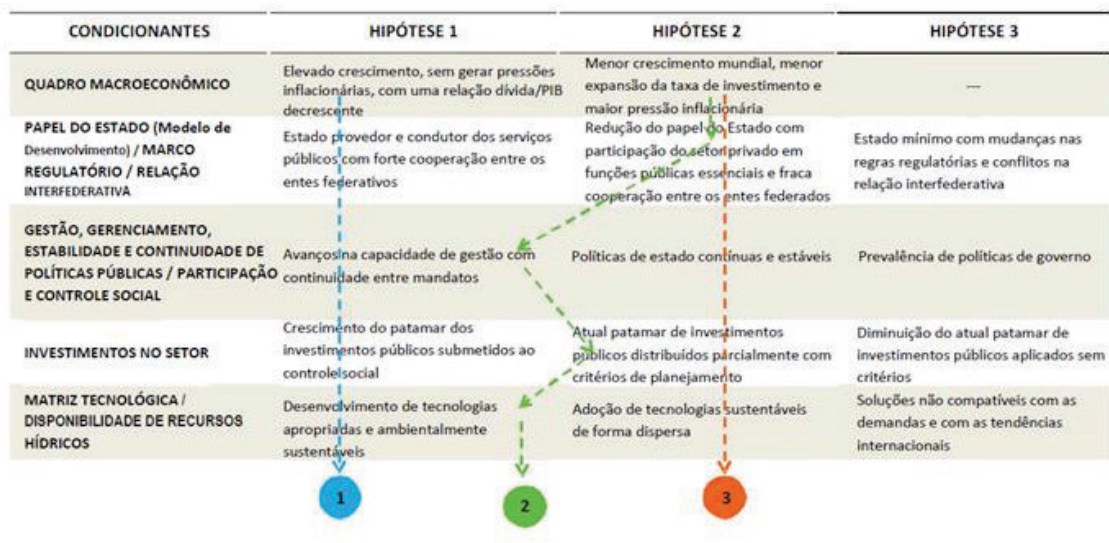 CONDICIONANTES
HIPÓTESE 1
HIPÓTESE 2
HIPÓTESE 3
QUADRO MACROECONÔMICO
Elevado crescimento, sem gerar pressões
inflacionárias, com uma relação dívida/PIB
decrescente
Menor crescimento mundial, menor
expansão da taxa de investimento e
maior pressão inflacionária
---
PAPEL DO ESTADO (Modelo de
Desenvolvimento) / MARCO
REGULATÓRIO / RELAÇÃO
INTERFEDERATIVA
Estado provedor e condutor dos serviços
públicos com forte cooperação entre os
entes federativos
Redução do papel do Estado com
participação do setor privado em
funções públicas essenciais e fraca
cooperação entre os entes federados
Estado mínimo com mudanças nas
regras regulatórias e conflitos na
relação interfederativa
GESTÃO, GERENCIAMENTO,
ESTABILIDADE E CONTINUIDADE DE
POLÍTICAS PÚBLICAS / PARTICIPAÇÃO
E CONTROLE SOCIAL
Avanços na capacidade de gestão com
continuidade entre mandatos
Políticas de estado contínuas e estáveis
Prevalência de políticas de governo
INVESTIMENTOS NO SETOR
Crescimento do patamar dos
investimentos públicos submetidos ao
controle social
Atual patamar de investimentos
públicos distribuídos parcialmente com
critérios de planejamento
Diminuição do atual patamar de
investimentos públicos aplicados sem
critérios
MATRIZ TECNOLÓGICA /
DISPONIBILIDADE DE RECURSOS
HÍDRICOS
Desenvolvimento de tecnologias
apropriadas e ambientalmente
sustentáveis
Adoção de tecnologias sustentáveis
de forma dispersa
Soluções não compatíveis com as
demandas e com as tendências
internacionais
1
2
3